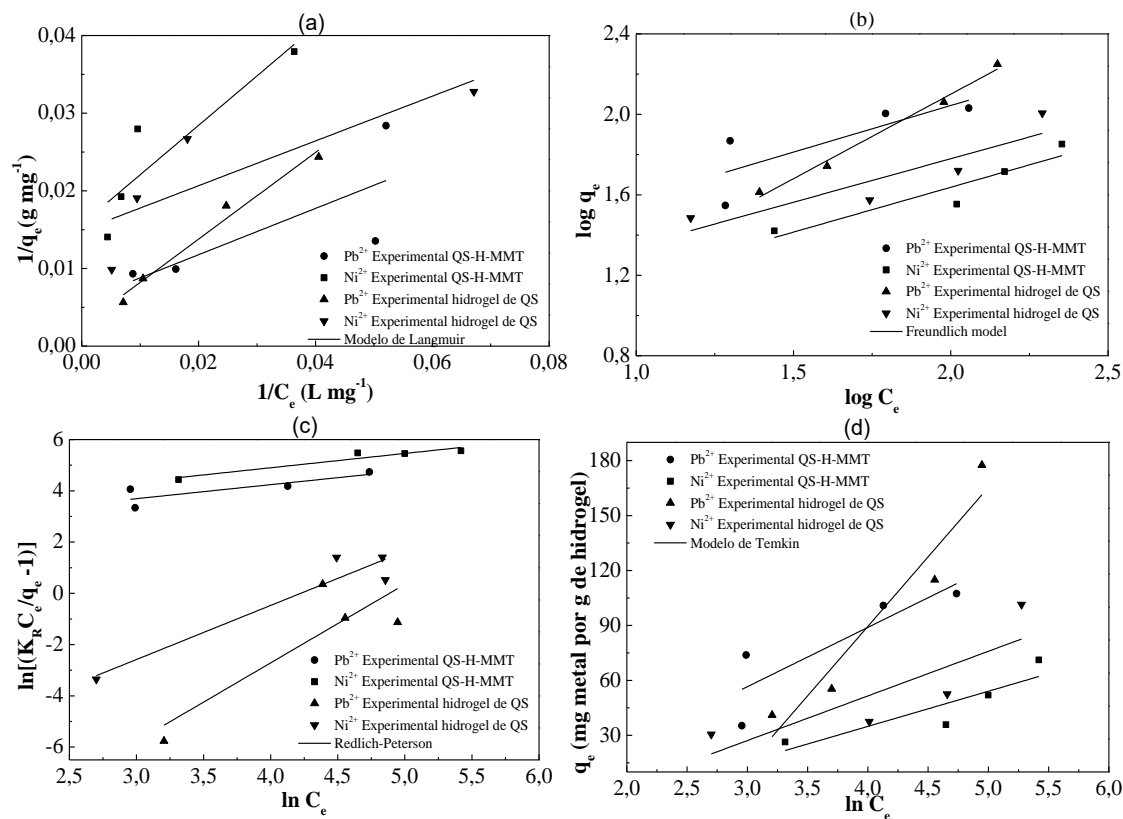 (a)
0,04
0,03
0,02
0,01
0,00
1/qₑ (g mg⁻¹)
Pb²⁺ Experimental QS-H-MMT
Ni²⁺ Experimental QS-H-MMT
Pb²⁺ Experimental hidrogel de QS
Ni²⁺ Experimental hidrogel de QS
Modelo de Langmuir
0,00 0,02 0,04 0,06 0,08
1/Cₑ (L mg⁻¹)
(b)
2,4
2,0
1,6
1,2
0,8
log qₑ
Pb²⁺ Experimental QS-H-MMT
Ni²⁺ Experimental QS-H-MMT
Pb²⁺ Experimental hidrogel de QS
Ni²⁺ Experimental hidrogel de QS
Freundlich model
1,0 1,5 2,0 2,5
log Cₑ
(c)
6
4
2
0
-2
-4
-6
ln[(K_R Cₑ/qₑ -1)]
Pb²⁺ Experimental QS-H-MMT
Ni²⁺ Experimental QS-H-MMT
Pb²⁺ Experimental hidrogel de QS
Ni²⁺ Experimental hidrogel de QS
Redlich-Peterson
2,5 3,0 3,5 4,0 4,5 5,0 5,5 6,0
ln Cₑ
(d)
180
150
120
90
60
30
qₑ (mg metal por g de hidrogel)
Pb²⁺ Experimental QS-H-MMT
Ni²⁺ Experimental QS-H-MMT
Pb²⁺ Experimental hidrogel de QS
Ni²⁺ Experimental hidrogel de QS
Modelo de Temkin
2,0 2,5 3,0 3,5 4,0 4,5 5,0 5,5 6,0
ln Cₑ